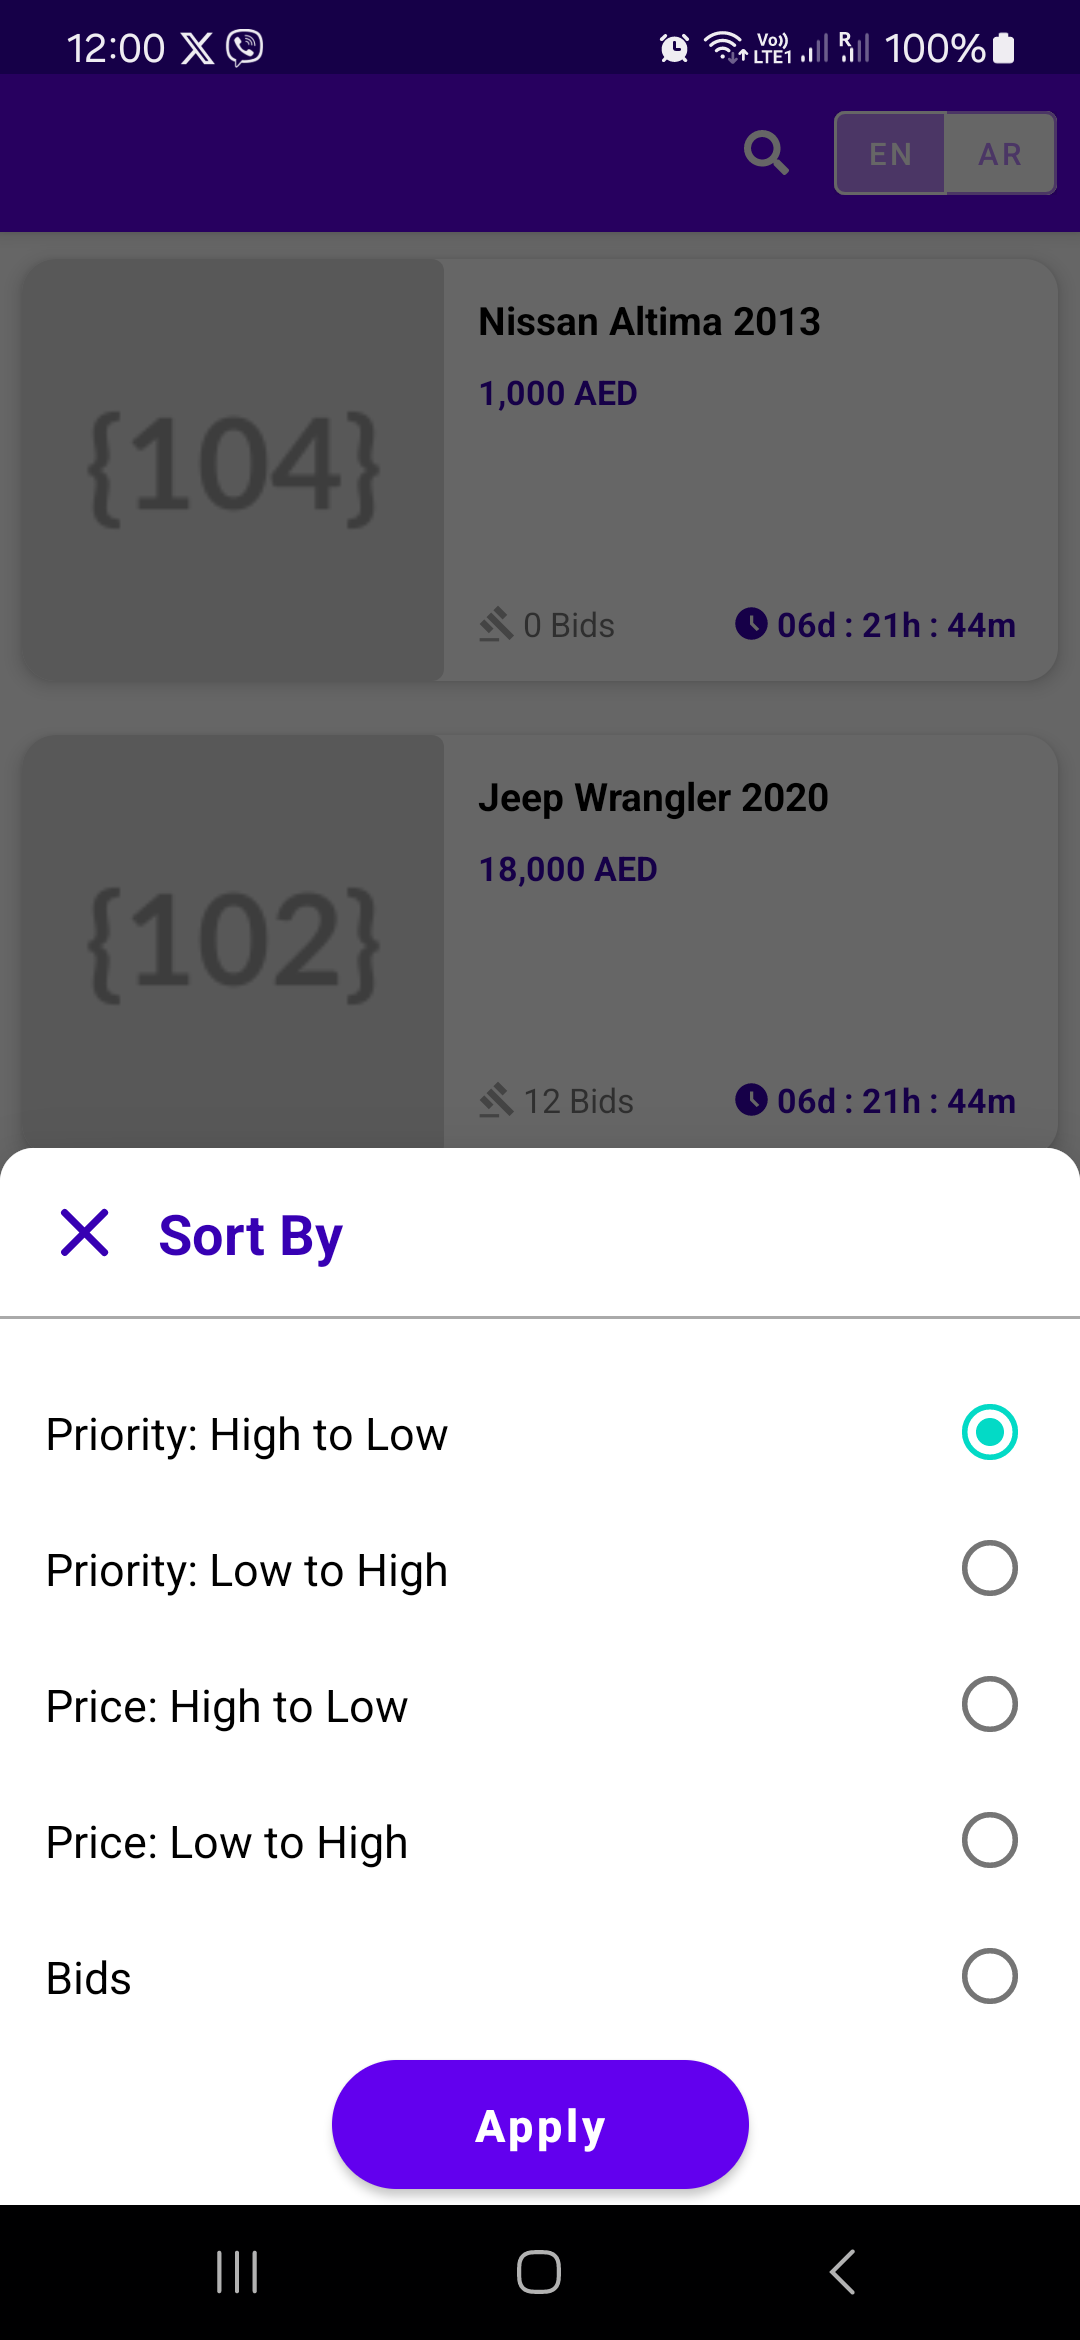 12:00 Vo)) LTE1 R 100%
EN AR
{104}
Nissan Altima 2013
1,000 AED
0 Bids 06d : 21h : 44m
{102}
Jeep Wrangler 2020
18,000 AED
12 Bids 06d : 21h : 44m
Sort By
Priority: High to Low
Priority: Low to High
Price: High to Low
Price: Low to High
Bids
Apply